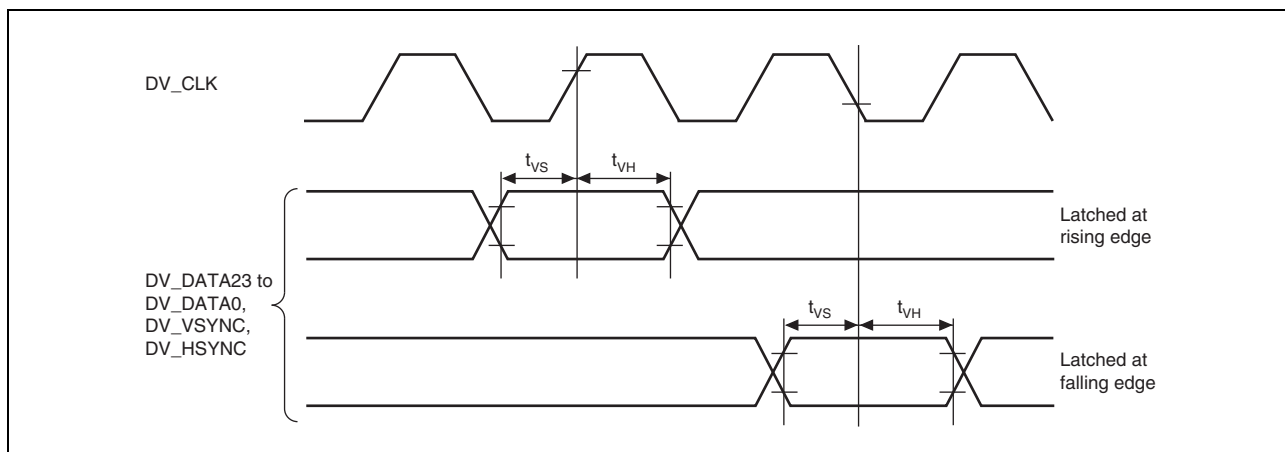 DV_CLK
tVS
tVH
Latched at
rising edge
DV_DATA23 to
DV_DATA0,
DV_VSYNC,
DV_HSYNC
tVS
tVH
Latched at
falling edge